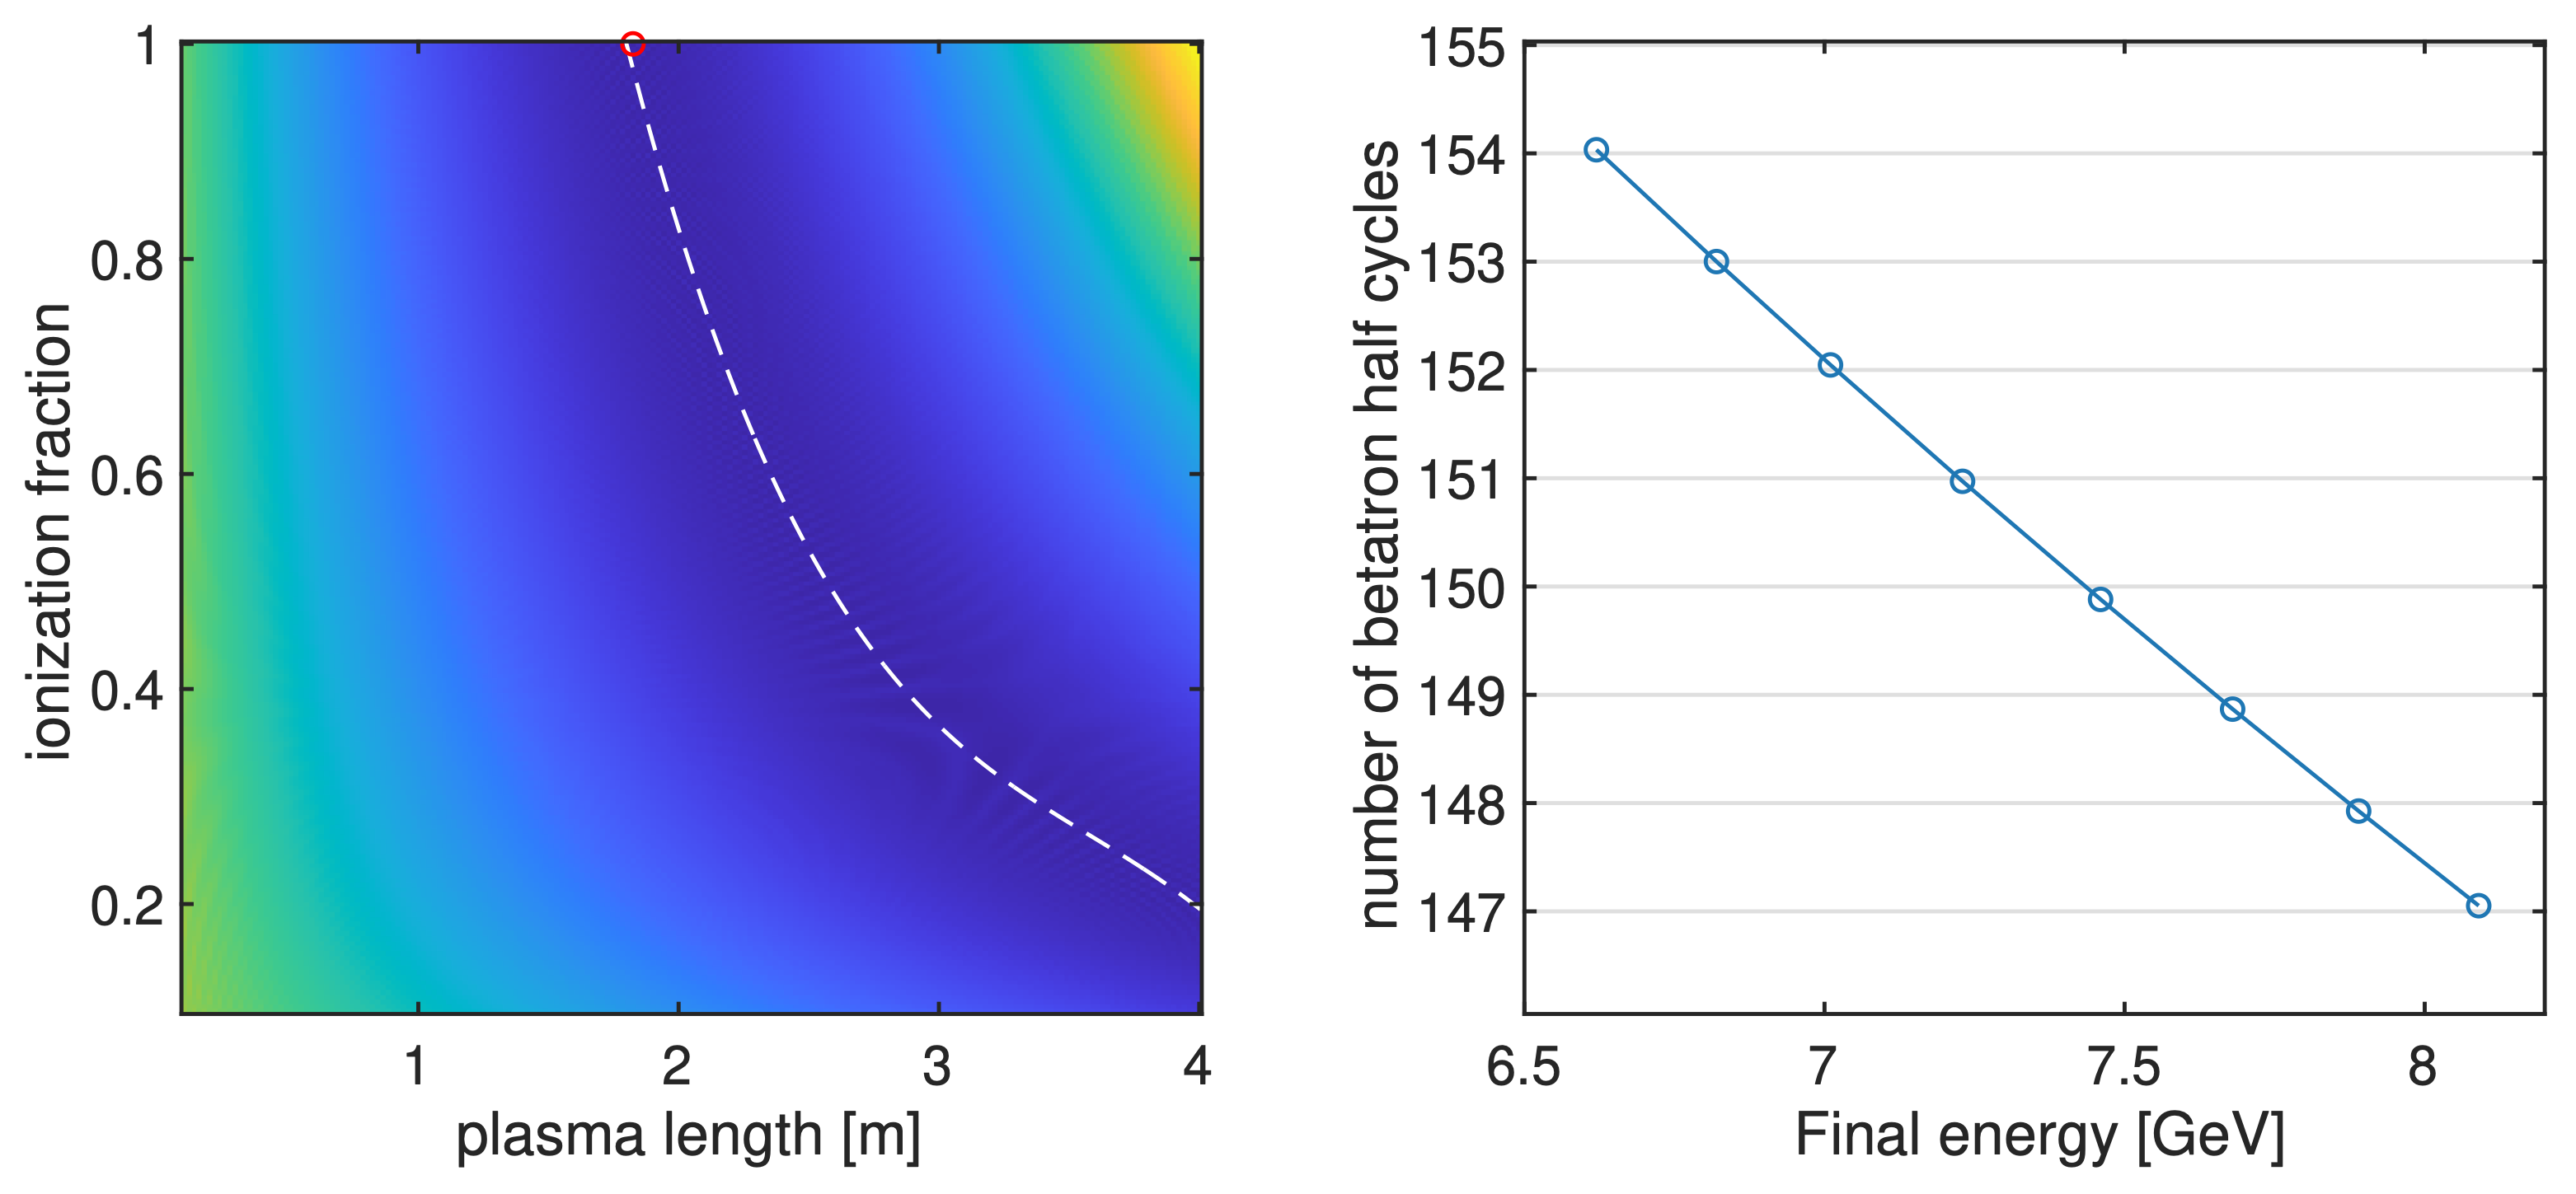 1
0.8
0.6
0.4
0.2
ionization fraction
1 2 3 4
plasma length [m]
155
154
153
152
151
150
149
148
147
number of betatron half cycles
6.5 7 7.5 8
Final energy [GeV]